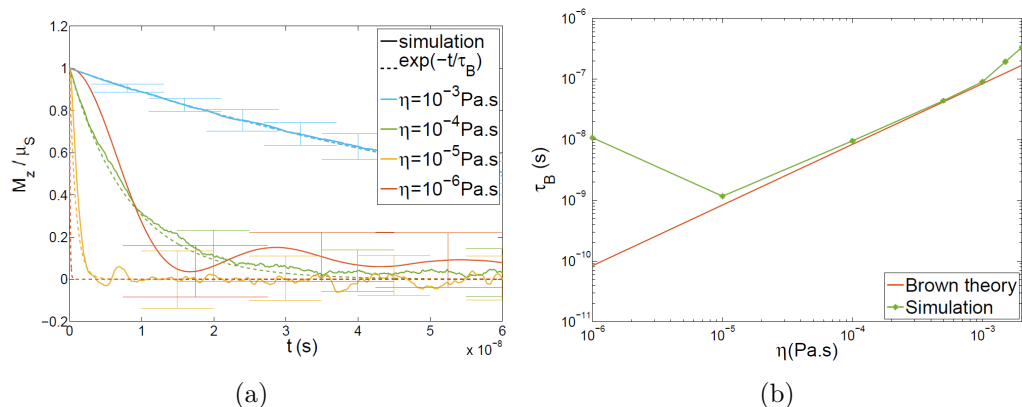 simulation
exp(−t/τ_B)
η=10^−3Pa.s
η=10^−4Pa.s
η=10^−5Pa.s
η=10^−6Pa.s
M_z / μ_S
1.2
1
0.8
0.6
0.4
0.2
0
−0.2
0 1 2 3 4 5 6
t (s)
x 10^−8
(a)
τ_B (s)
10^−6
10^−7
10^−8
10^−9
10^−10
10^−11
Brown theory
Simulation
10^−6 10^−5 10^−4 10^−3
η(Pa.s)
(b)